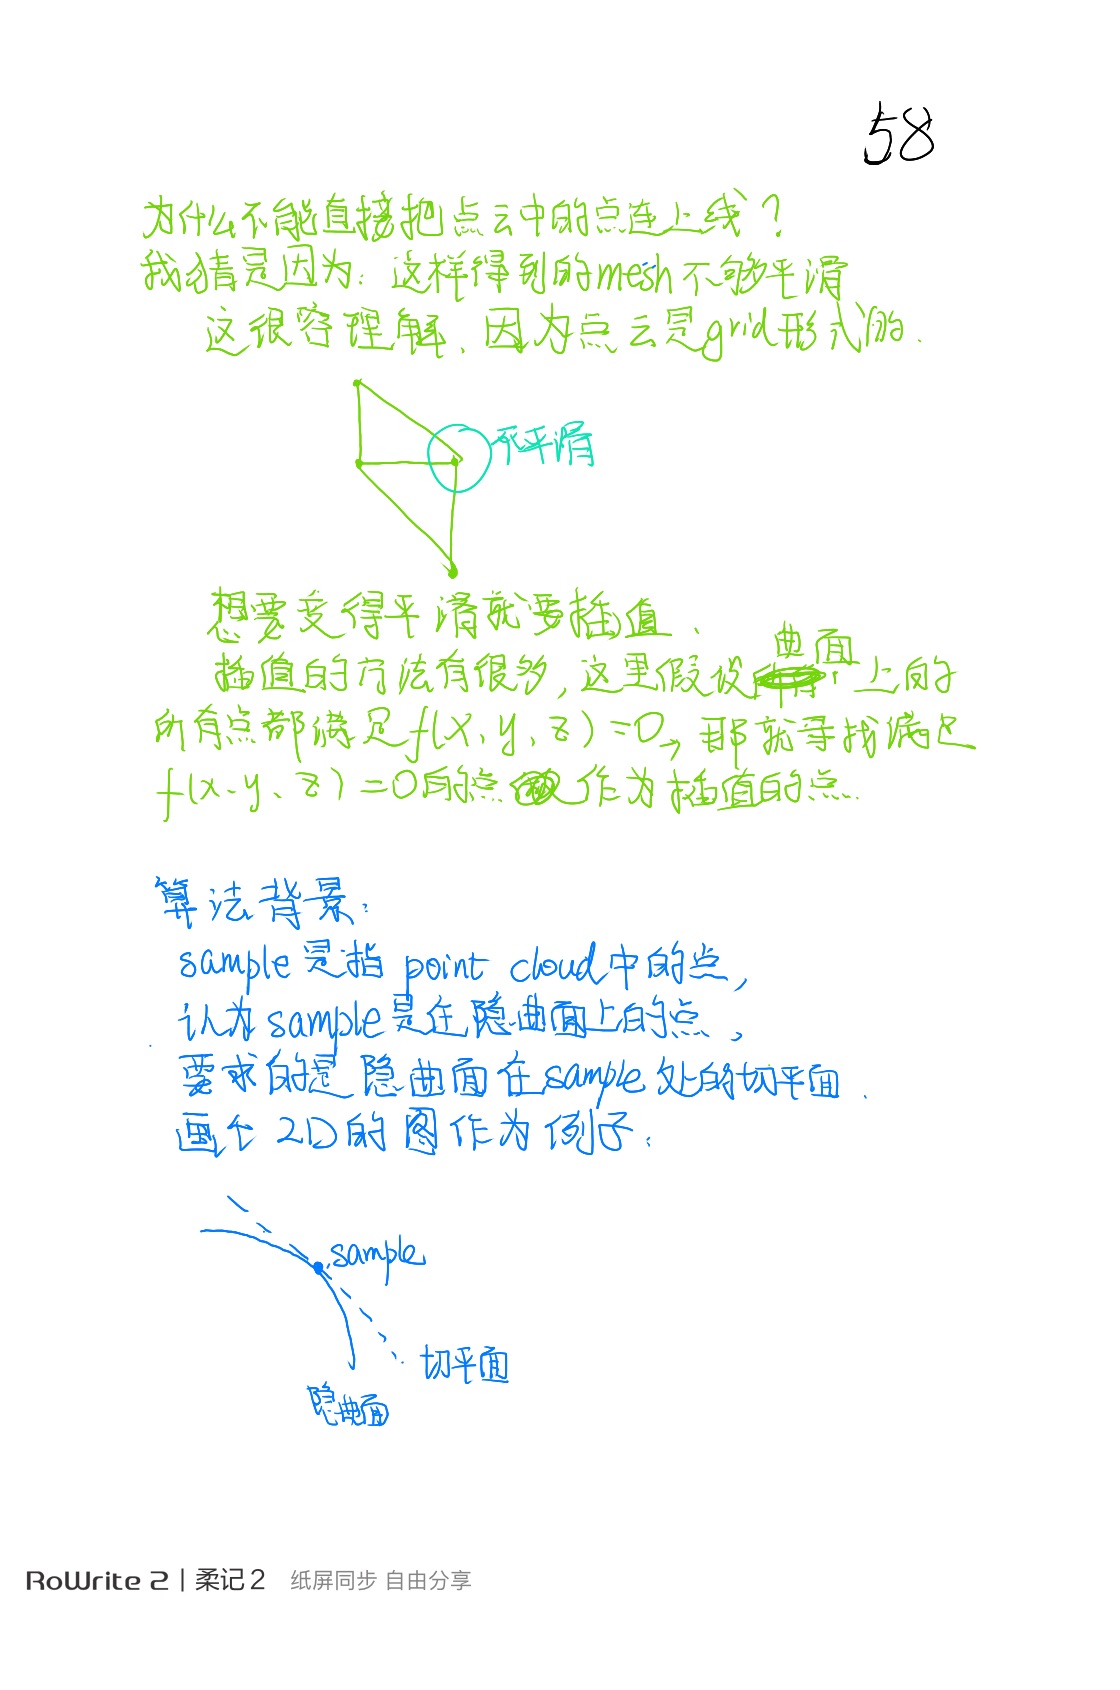 58
为什么不能直接把点云中的点连上线?
我猜是因为:这样得到的mesh不够平滑
这很容理解、因为点云是grid形式的.
不平滑
想要变得平滑就要插值、
曲面
插值的方法有很多,这里假设上的
所有点都满足f(x、y、z)=0,那就寻找满足
f(x、y、z)=0的点作为插值的点.
算法背景:
sample是指 point cloud中的点,
认为sample是在隐曲面上的点,
要求的是隐曲面在sample处的切平面.
画个2D的图作为例子:
sample
切平面
隐曲面
RoWrite 2 | 柔记2 纸屏同步 自由分享